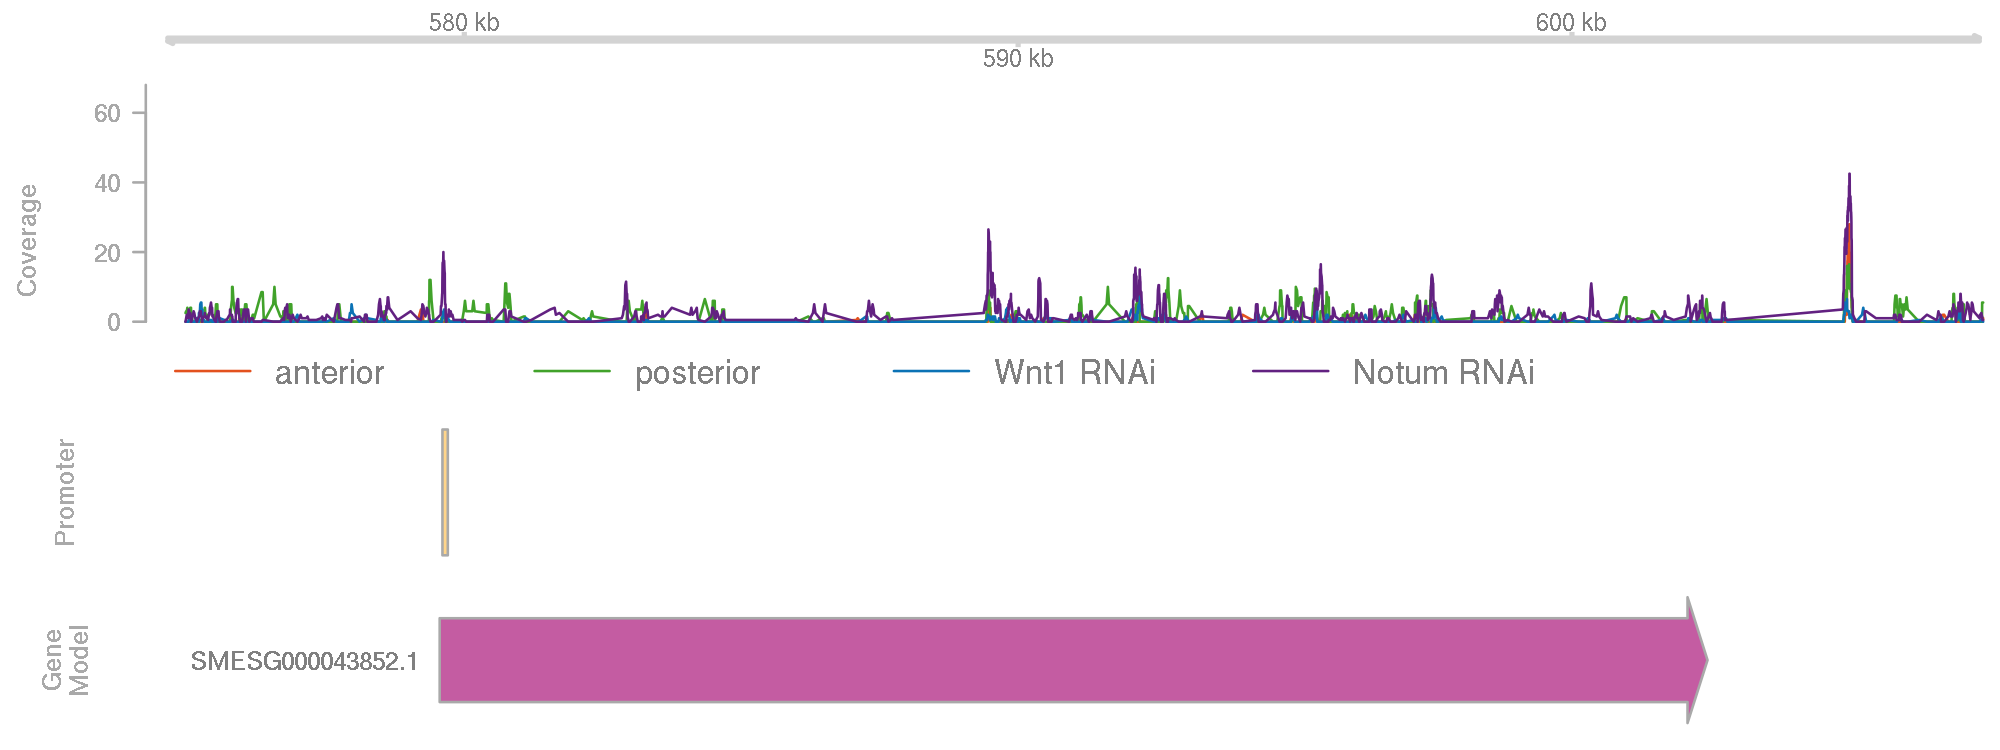 580 kb
600 kb
590 kb
Coverage
60
40
20
0
anterior
posterior
Wnt1 RNAi
Notum RNAi
Promoter
Gene
Model
SMESG000043852.1